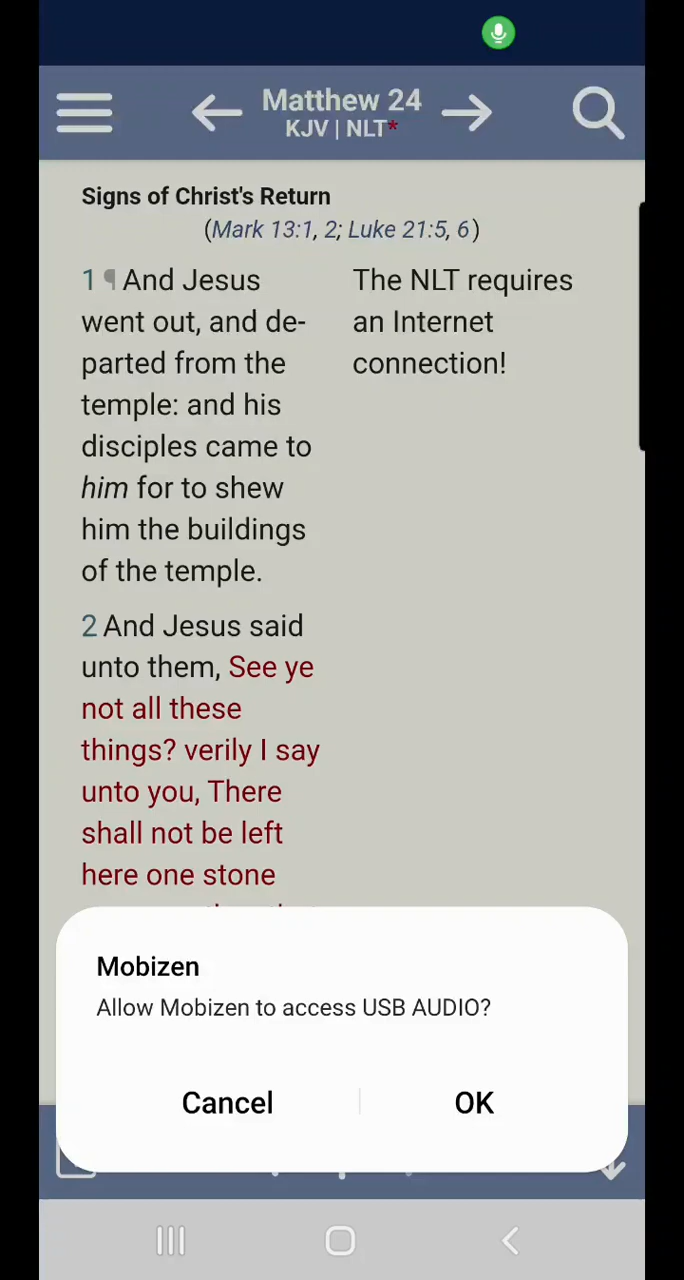 Matthew 24
KJV | NLT*
Signs of Christ's Return
(Mark 13:1, 2; Luke 21:5, 6)
1 ¶ And Jesus
went out, and de-
parted from the
temple: and his
disciples came to
him for to shew
him the buildings
of the temple.
2 And Jesus said
unto them, See ye
not all these
things? verily I say
unto you, There
shall not be left
here one stone
The NLT requires
an Internet
connection!
Mobizen
Allow Mobizen to access USB AUDIO?
Cancel
OK